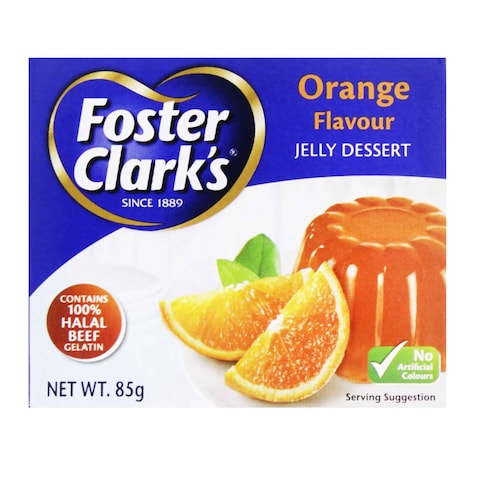 Foster
Clark's®
SINCE 1889
Orange
Flavour
JELLY DESSERT
CONTAINS
100%
HALAL
BEEF
GELATIN
No
Artificial
Colours
NET WT. 85g
Serving Suggestion